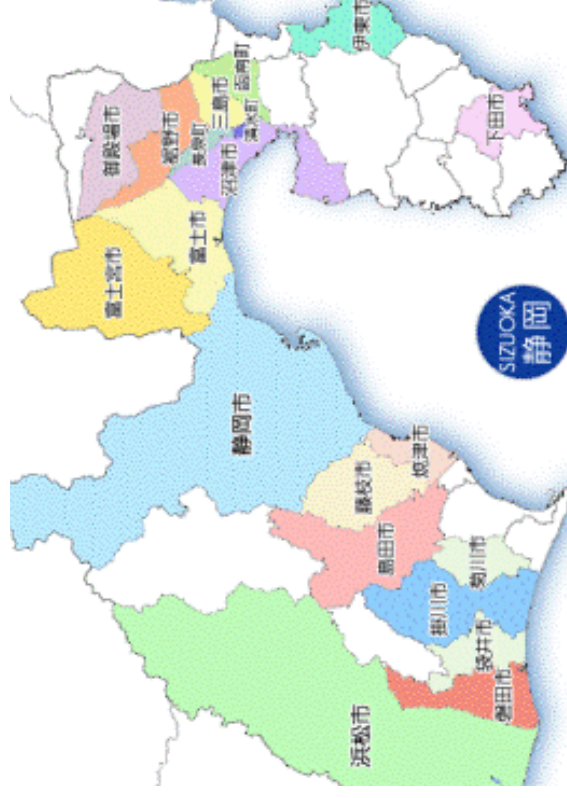 伊東市
函南町
三島市
清水町
長泉町
裾野市
御殿場市
沼津市
下田市
富士市
富士宮市
SIZUOKA
静岡
静岡市
焼津市
藤枝市
島田市
菊川市
掛川市
袋井市
磐田市
浜松市